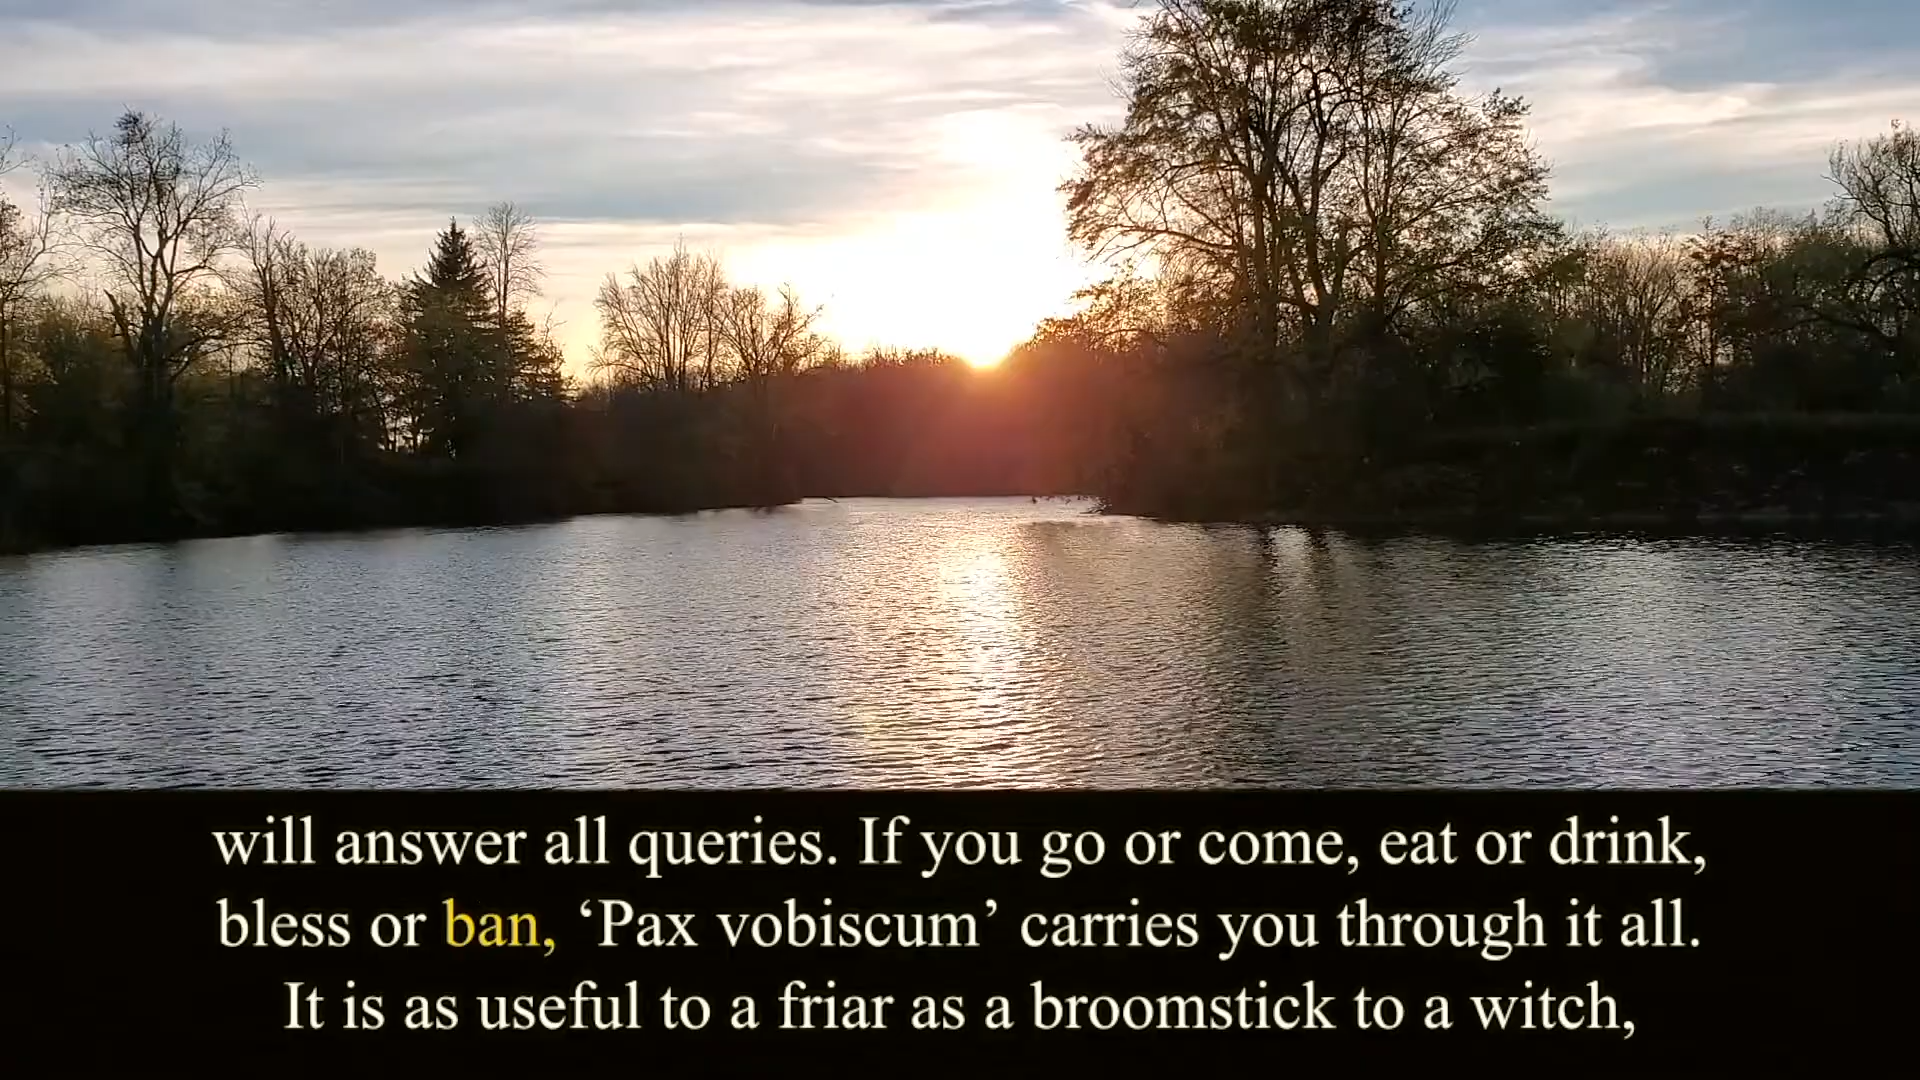 will answer all queries. If you go or come, eat or drink,
bless or ban, ‘Pax vobiscum’ carries you through it all.
It is as useful to a friar as a broomstick to a witch,